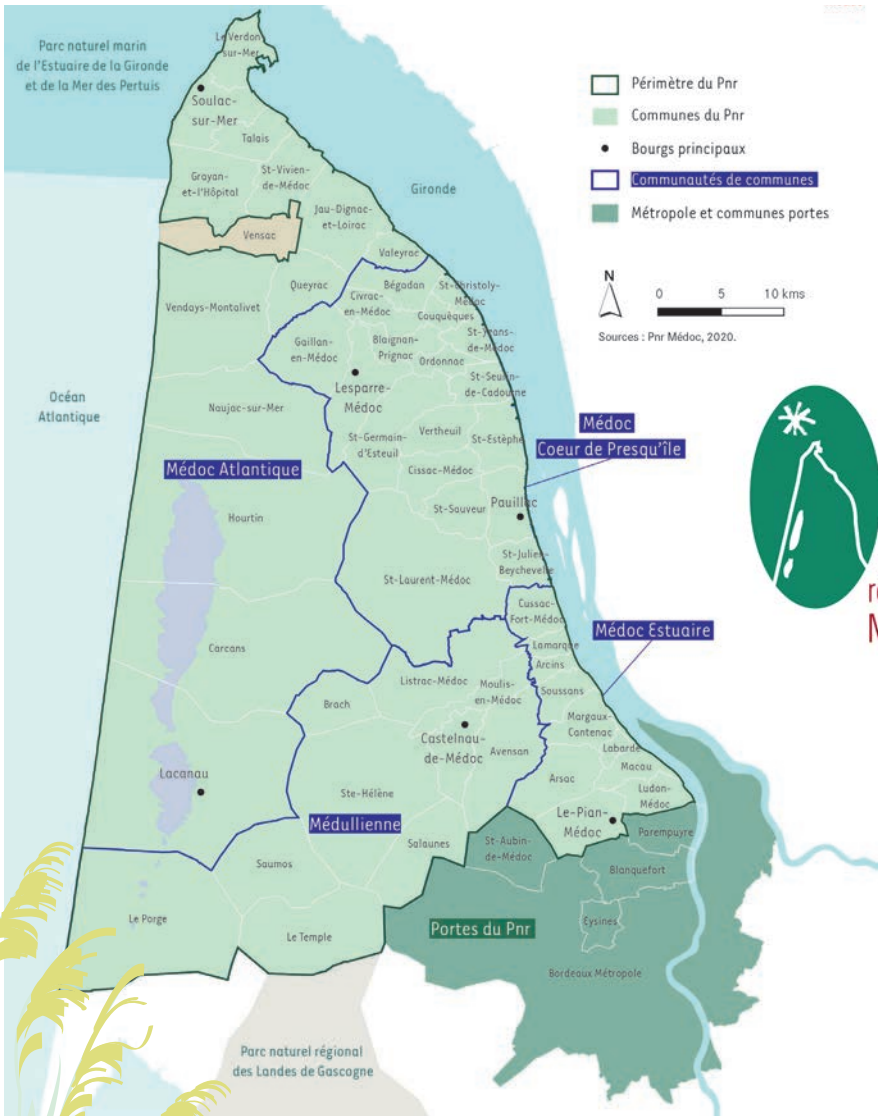 Parc naturel marin
de l'Estuaire de la Gironde
et de la Mer des Pertuis
Le Verdon
sur-Mer
Soulac-
sur-Mer
Talais
Grayan-
et-l'Hôpital
St-Vivien
de-Médoc
Gironde
Jau-Dignac-
et-Loirac
Vensac
Valeyrac
Vendays-Montalivet
Queyrac
Bégadan
St-Christoly-
Médoc
Civrac-
en-Médoc
Couquèques
St-Yzans-
de-Médoc
Gaillan-
en-Médoc
Blaignan-
Prignac
Ordonnac
Lesparre-
Médoc
St-Seurin-
de-Cadourne
Océan
Atlantique
Naujac-sur-Mer
St-Germain-
d'Esteuil
Vertheuil
St-Estèphe
Médoc
Coeur de Presqu'île
Médoc Atlantique
Cissac-Médoc
Hourtin
St-Sauveur
Pauillac
St-Julien-
Beychevelle
St-Laurent-Médoc
Cussac-
Fort-Médoc
Médoc Estuaire
Lamarque
Arcins
Carcans
Listrac-Médoc
Moulis-
en-Médoc
Soussans
Brach
Margaux-
Cantenac
Castelnau-
de-Médoc
Avensan
Labarde
Macau
Lacanau
Ste-Hélène
Arsac
Ludon-
Médoc
Médullienne
Le-Pian-
Médoc
Salaunes
St-Aubin-
de-Médoc
Parempuyre
Saumos
Blanquefort
Le Porge
Le Temple
Portes du Pnr
Eysines
Bordeaux Métropole
Parc naturel régional
des Landes de Gascogne
Périmètre du Pnr
Communes du Pnr
Bourgs principaux
Communautés de communes
Métropole et communes portes
N
0 5 10 kms
Sources : Pnr Médoc, 2020.